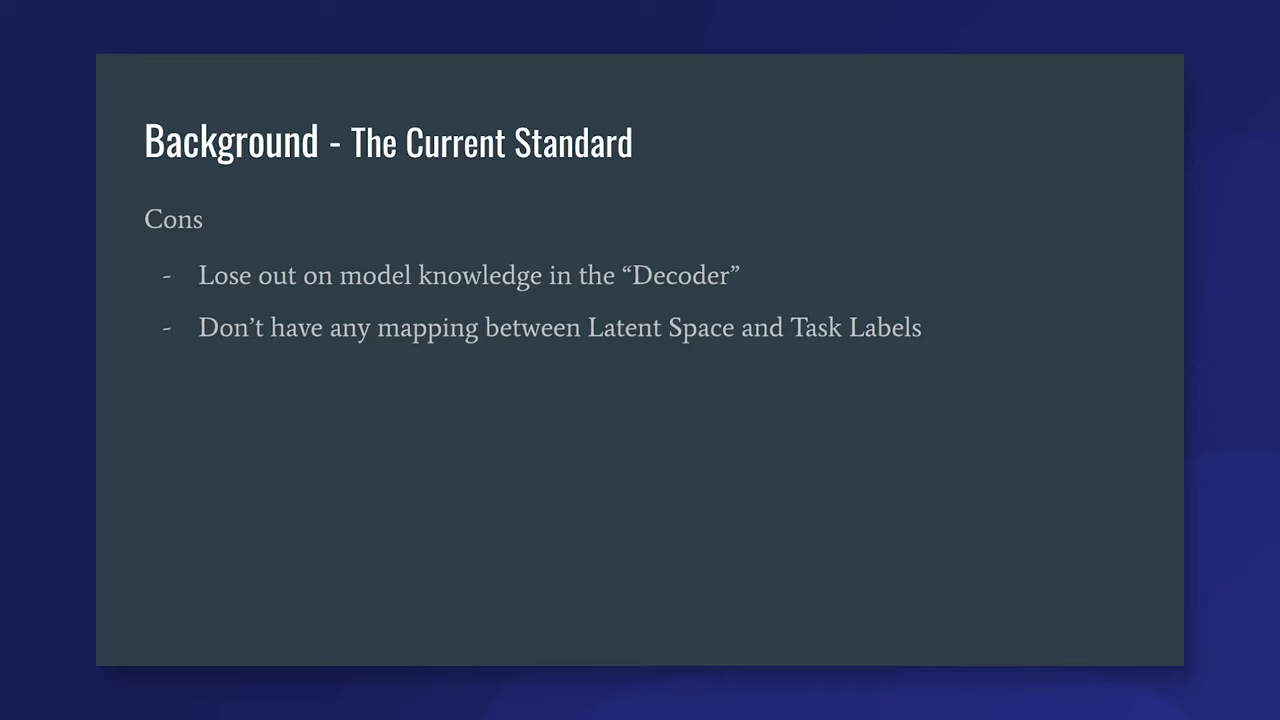 Background - The Current Standard
Cons
- Lose out on model knowledge in the “Decoder”
- Don’t have any mapping between Latent Space and Task Labels